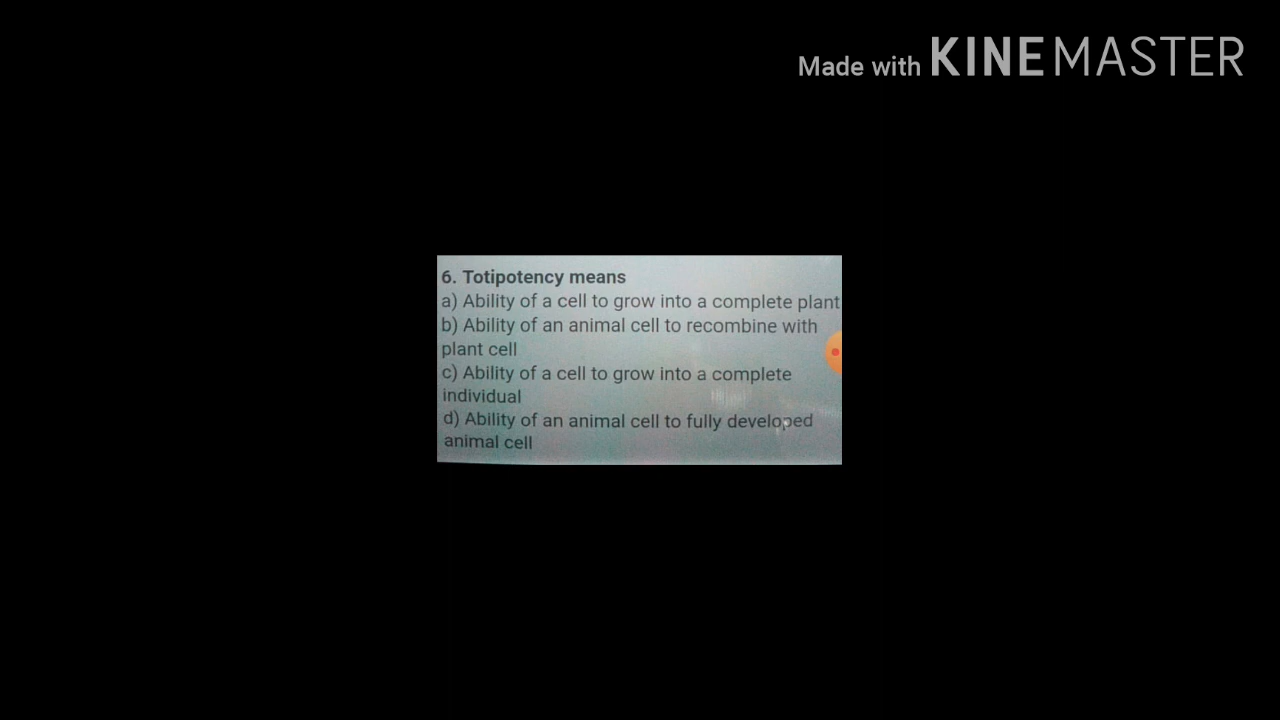 Made with KINEMASTER
6. Totipotency means
a) Ability of a cell to grow into a complete plant
b) Ability of an animal cell to recombine with
plant cell
c) Ability of a cell to grow into a complete
individual
d) Ability of an animal cell to fully developed
animal cell